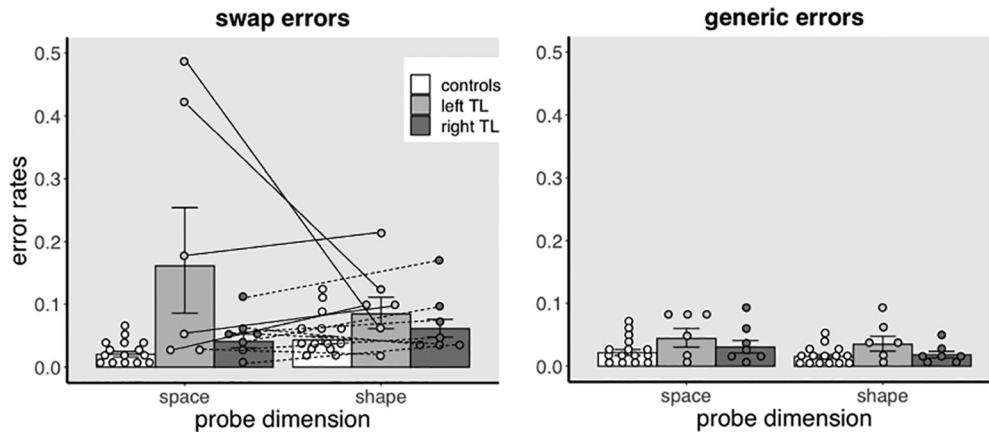 swap errors
error rates
0.5
0.4
0.3
0.2
0.1
0.0
controls
left TL
right TL
space
shape
probe dimension
generic errors
0.5
0.4
0.3
0.2
0.1
0.0
space
shape
probe dimension